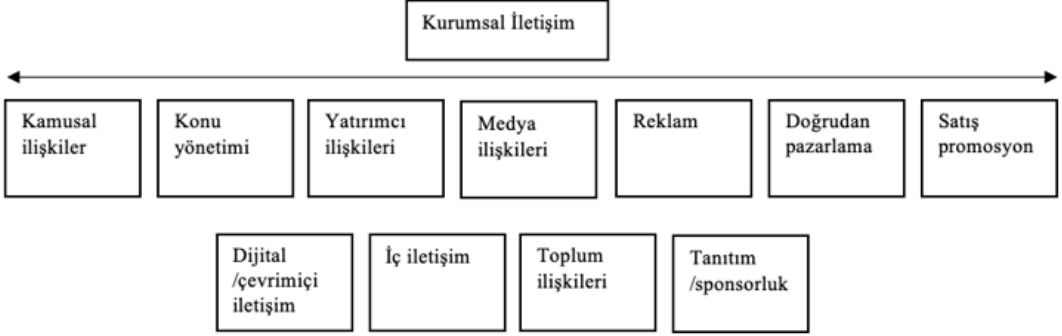 Kurumsal İletişim
Kamusal
ilişkiler
Konu
yönetimi
Yatırımcı
ilişkileri
Medya
ilişkileri
Reklam
Doğrudan
pazarlama
Satış
promosyon
Dijital
/çevrimiçi
iletişim
İç iletişim
Toplum
ilişkileri
Tanıtım
/sponsorluk